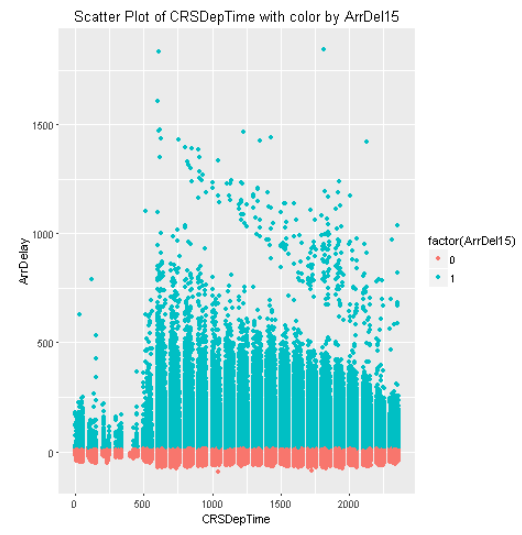 Scatter Plot of CRSDepTime with color by ArrDel15
1500
1000
500
0
ArrDelay
0 500 1000 1500 2000
CRSDepTime
factor(ArrDel15)
0
1